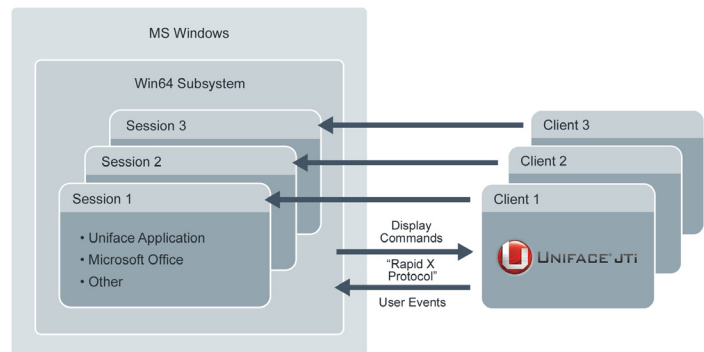 MS Windows
Win64 Subsystem
Session 3
Session 2
Session 1
• Uniface Application
• Microsoft Office
• Other
Display
Commands
"Rapid X
Protocol"
User Events
Client 3
Client 2
Client 1
UNIFACE® JTi